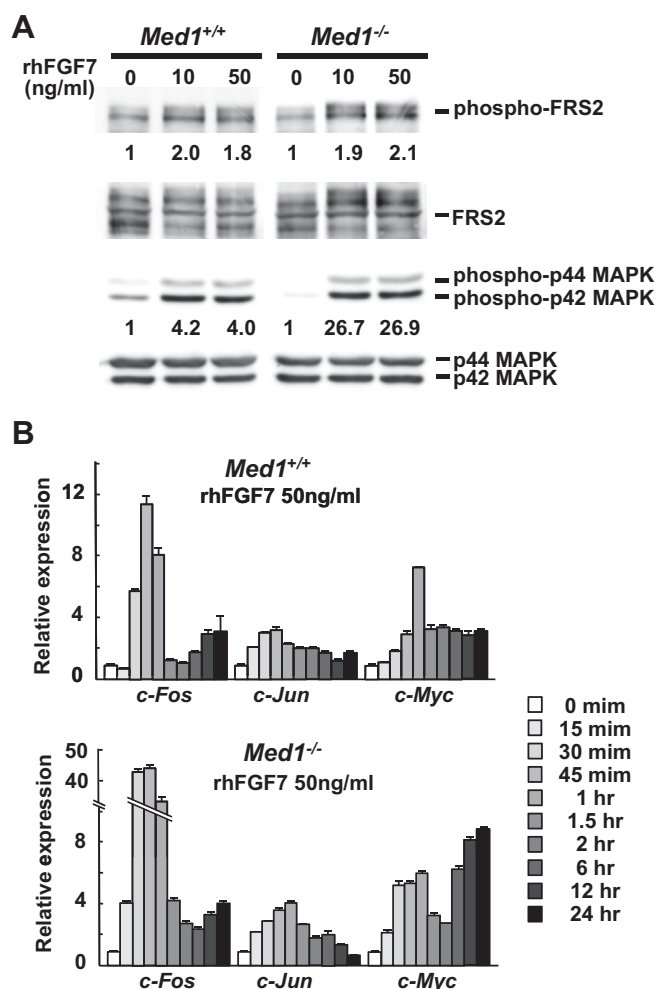 A
Med1+/+ Med1-/-
rhFGF7
(ng/ml)
0 10 50 0 10 50
phospho-FRS2
1 2.0 1.8 1 1.9 2.1
FRS2
phospho-p44 MAPK
phospho-p42 MAPK
1 4.2 4.0 1 26.7 26.9
p44 MAPK
p42 MAPK
B
Med1+/+
rhFGF7 50ng/ml
Relative expression
12
8
4
0
c-Fos c-Jun c-Myc
Med1-/-
rhFGF7 50ng/ml
Relative expression
50
40
8
4
0
c-Fos c-Jun c-Myc
0 mim
15 mim
30 mim
45 mim
1 hr
1.5 hr
2 hr
6 hr
12 hr
24 hr